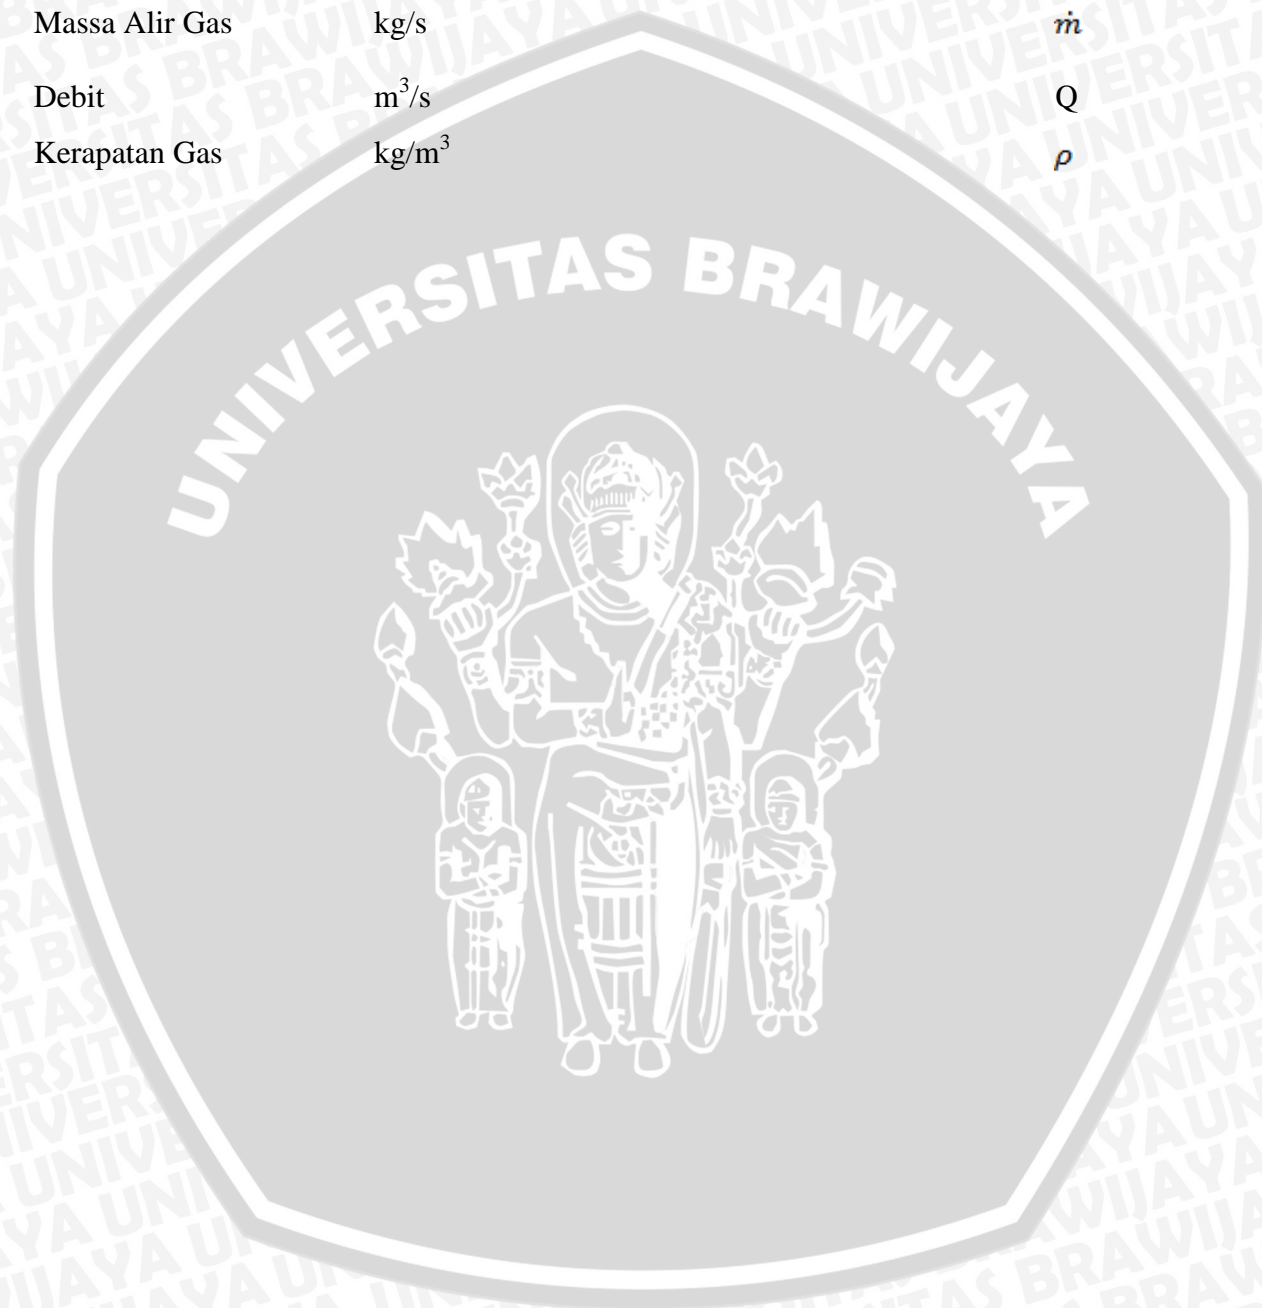 Massa Alir Gas kg/s ṁ
Debit m³/s Q
Kerapatan Gas kg/m³ ρ
UNIVERSITAS BRAWIJAYA